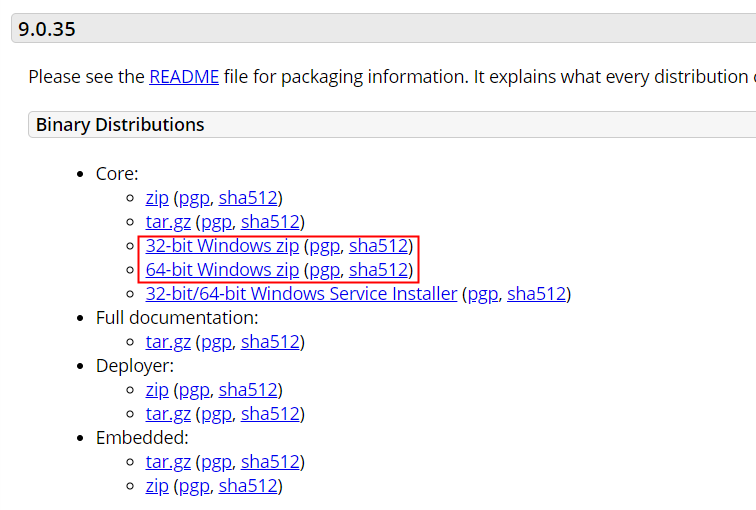 9.0.35
Please see the README file for packaging information. It explains what every distribution
Binary Distributions
Core:
zip (pgp, sha512)
tar.gz (pgp, sha512)
32-bit Windows zip (pgp, sha512)
64-bit Windows zip (pgp, sha512)
32-bit/64-bit Windows Service Installer (pgp, sha512)
Full documentation:
tar.gz (pgp, sha512)
Deployer:
zip (pgp, sha512)
tar.gz (pgp, sha512)
Embedded:
tar.gz (pgp, sha512)
zip (pgp, sha512)